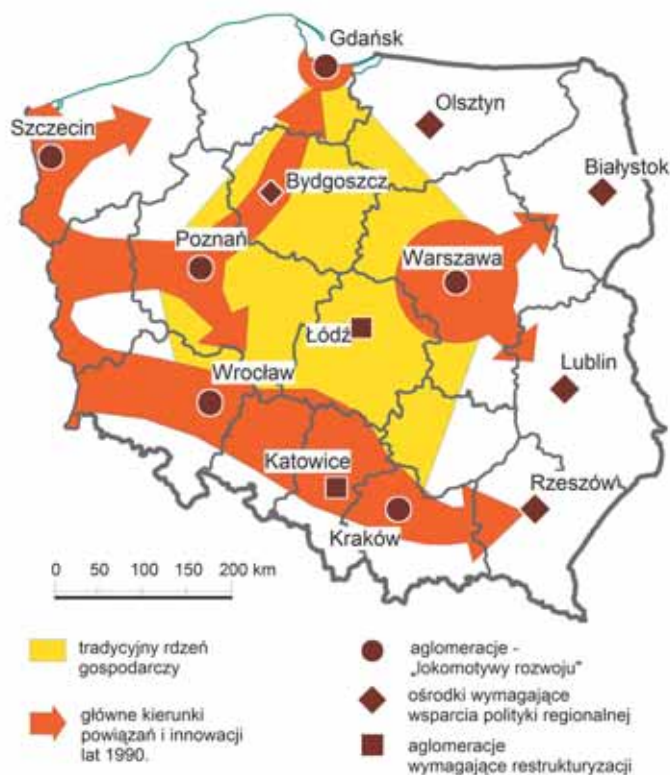 Gdańsk
Olsztyn
Szczecin
Białystok
Bydgoszcz
Poznań
Warszawa
Łódź
Lublin
Wrocław
Katowice
Rzeszów
Kraków
0 50 100 150 200 km
tradycyjny rdzeń
gospodarczy
główne kierunki
powiązań i innowacji
lat 1990.
aglomeracje -
„lokomotywy rozwoju"
ośrodki wymagające
wsparcia polityki regionalnej
aglomeracje
wymagające restrukturyzacji